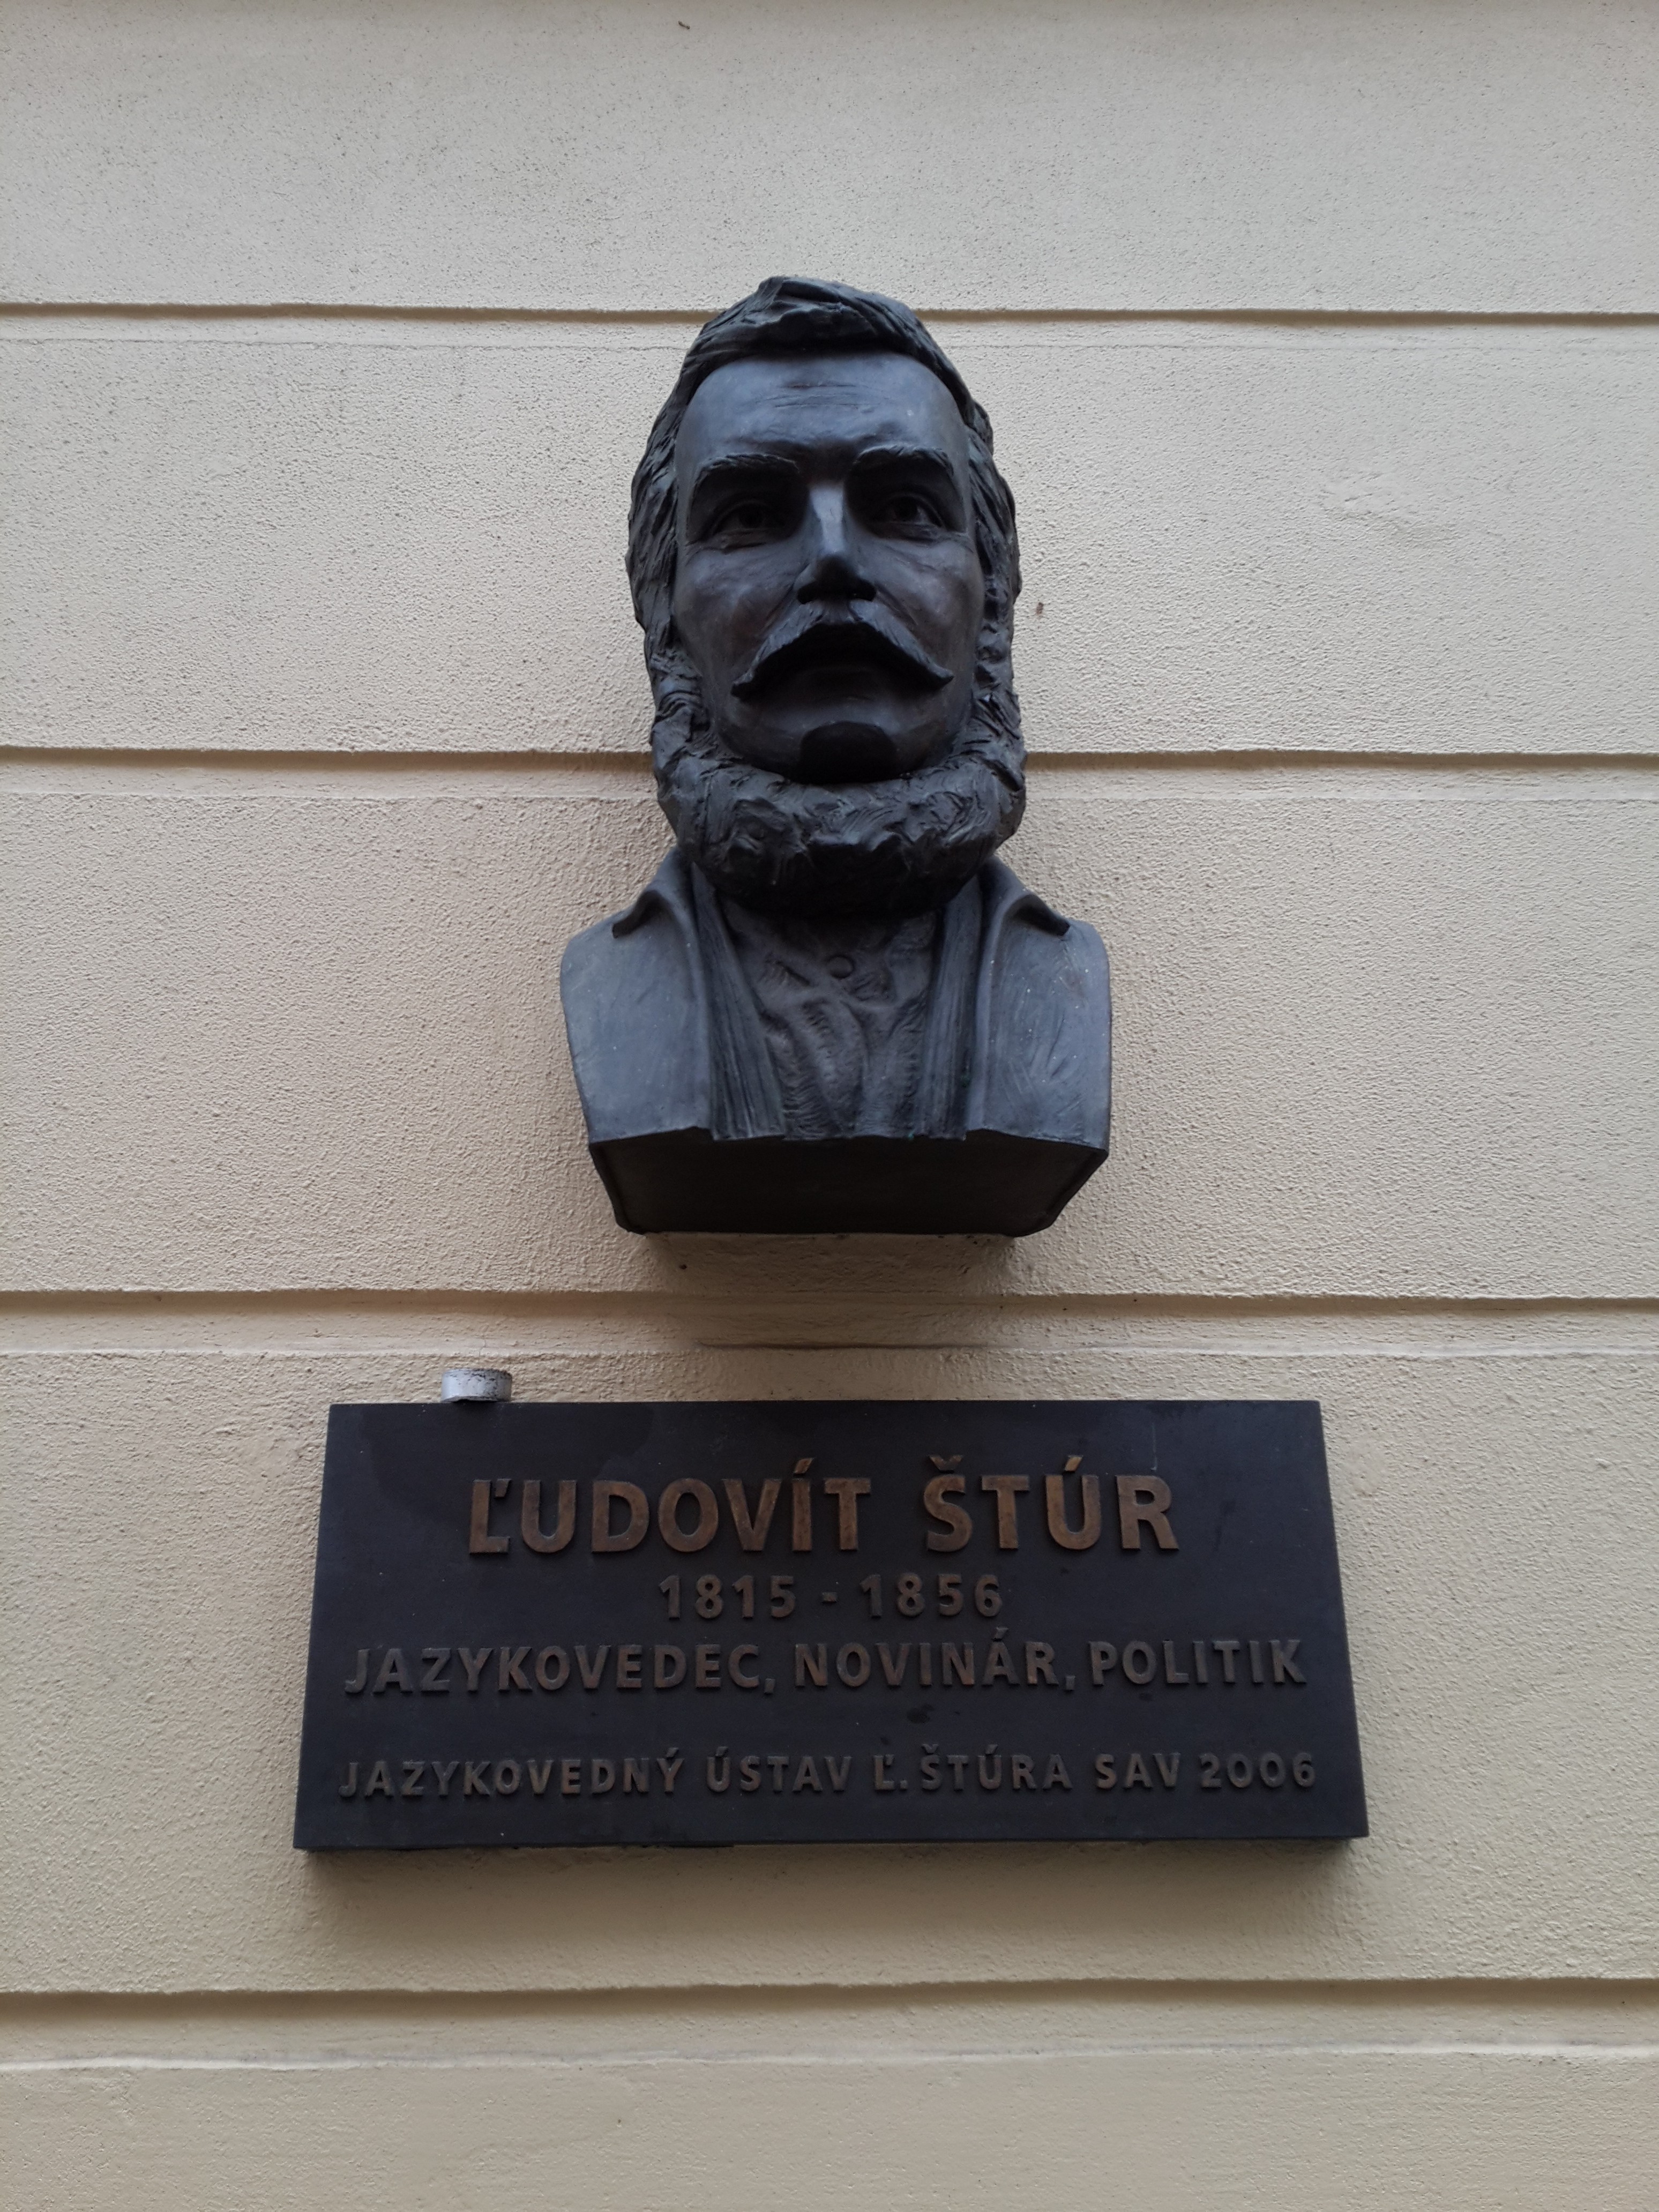 ĽUDOVÍT ŠTÚR
1815 - 1856
JAZYKOVEDEC, NOVINÁR, POLITIK
JAZYKOVEDNÝ ÚSTAV Ľ. ŠTÚRA SAV 2006